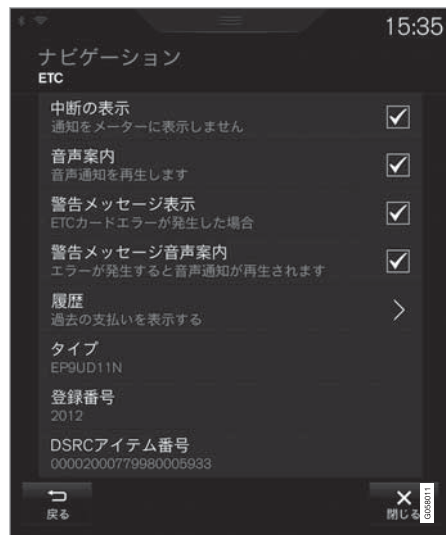 15:35
ナビゲーション
ETC
中断の表示
通知をメーターに表示しません
音声案内
音声通知を再生します
警告メッセージ表示
ETCカードエラーが発生した場合
警告メッセージ音声案内
エラーが発生すると音声通知が再生されます
履歴
過去の支払いを表示する
タイプ
EP9UD11N
登録番号
2012
DSRCアイテム番号
00002000779980005933
戻る
閉じる
G058011